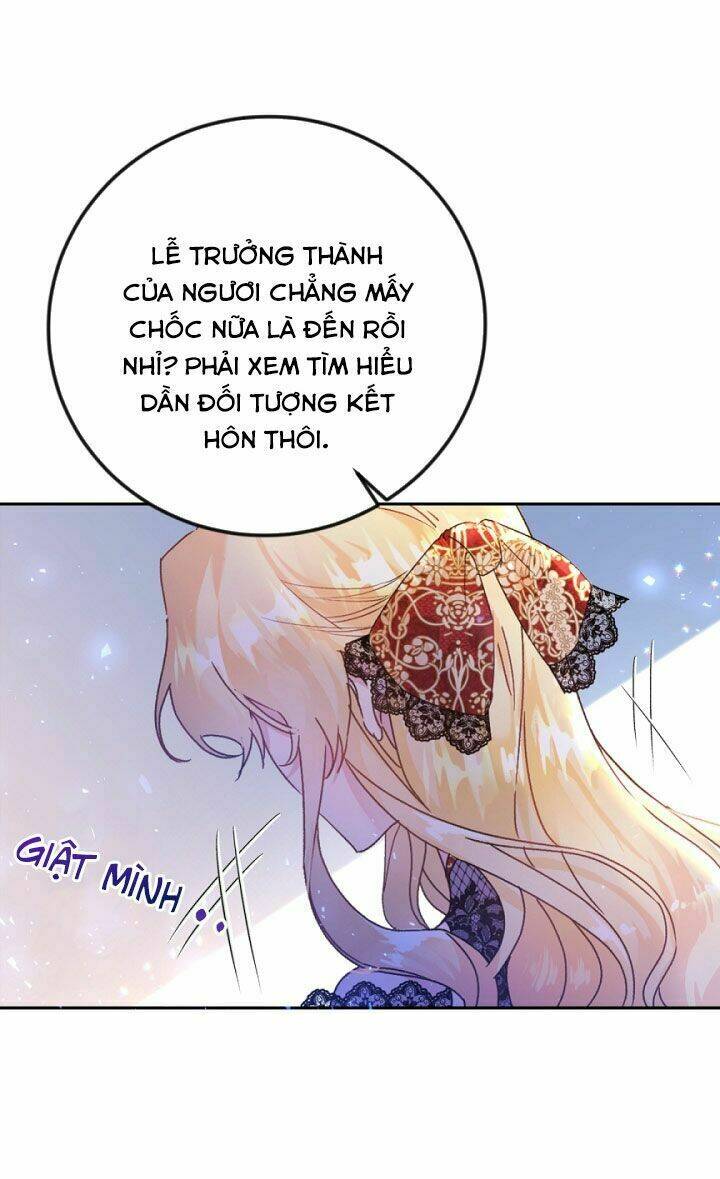 LỄ TRƯỞNG THÀNH
CỦA NGƯƠI CHẲNG MẤY
CHỐC NỮA LÀ ĐẾN RỒI
NHỈ? PHẢI XEM TÌM HIỂU
DẦN ĐỐI TƯỢNG KẾT
HÔN THÔI.
GIẬT MÌNH